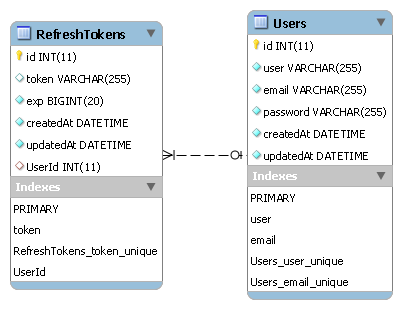 RefreshTokens
id INT(11)
token VARCHAR(255)
exp BIGINT(20)
createdAt DATETIME
updatedAt DATETIME
UserId INT(11)
Indexes
PRIMARY
token
RefreshTokens_token_unique
UserId
Users
id INT(11)
user VARCHAR(255)
email VARCHAR(255)
password VARCHAR(255)
createdAt DATETIME
updatedAt DATETIME
Indexes
PRIMARY
user
email
Users_user_unique
Users_email_unique